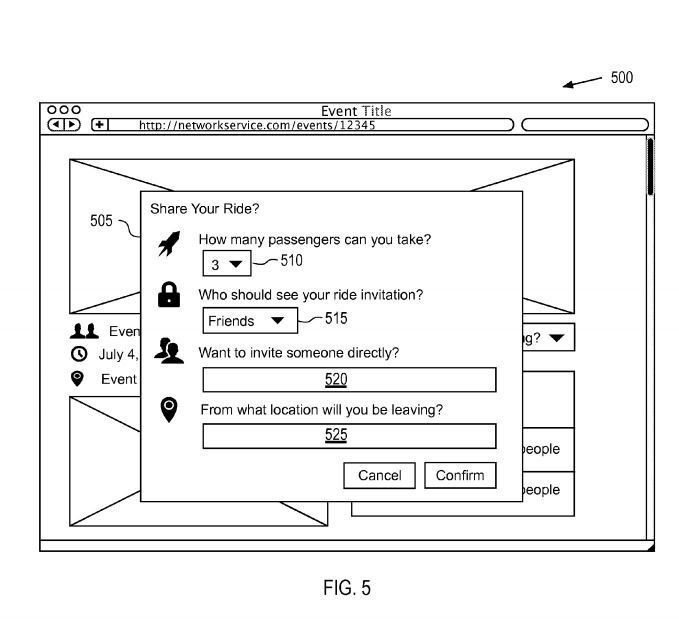 500
Event Title
http://networkservice.com/events/12345
Share Your Ride?
505
How many passengers can you take?
3
510
Who should see your ride invitation?
Friends
515
Even
July 4,
Event
g?
Want to invite someone directly?
520
From what location will you be leaving?
525
people
people
Cancel
Confirm
FIG. 5